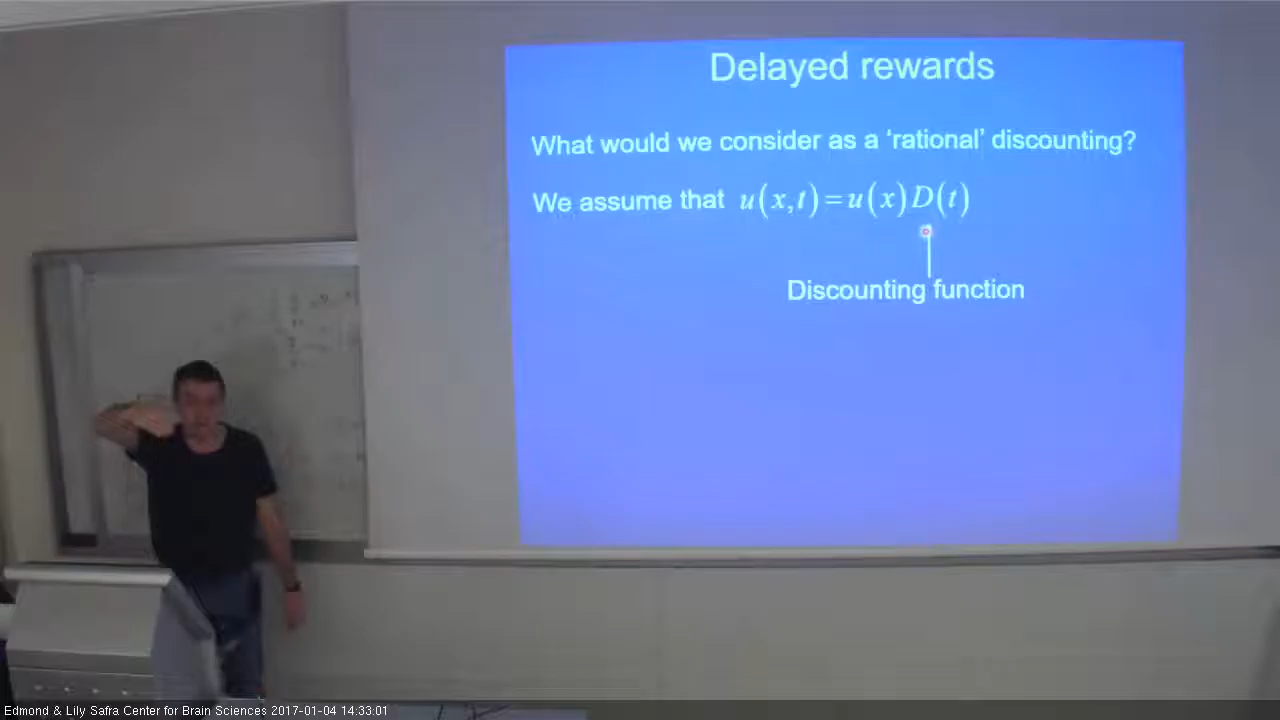 Delayed rewards
What would we consider as a ‘rational’ discounting?
We assume that u(x,t)=u(x)D(t)
Discounting function
Edmond & Lily Safra Center for Brain Sciences 2017-01-04 14:33:01